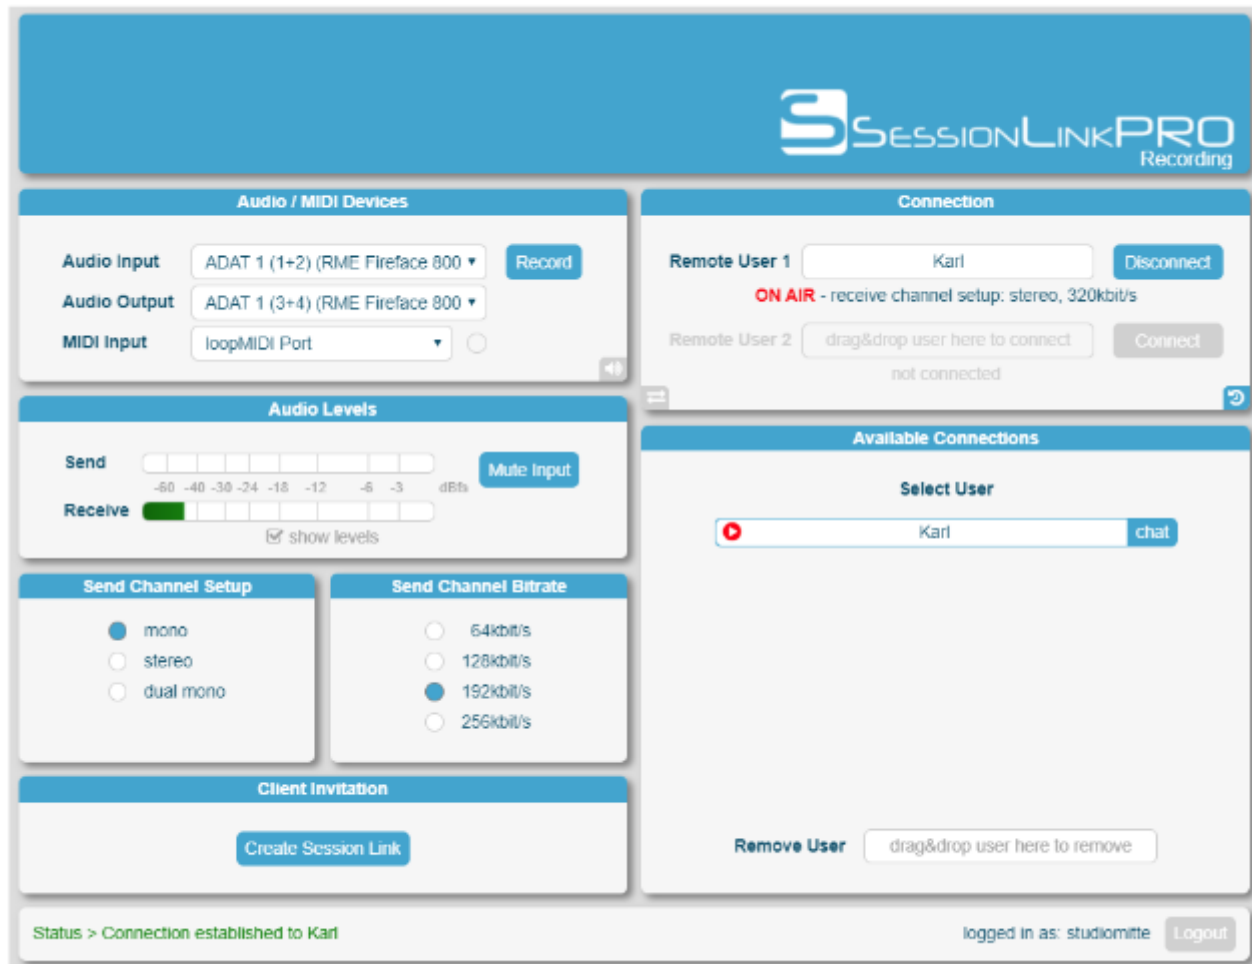 SESSIONLINKPRO
Recording
Audio / MIDI Devices
Audio Input
ADAT 1 (1+2) (RME Fireface 800
Record
Audio Output
ADAT 1 (3+4) (RME Fireface 800
MIDI Input
loopMIDI Port
Connection
Remote User 1
Karl
Disconnect
ON AIR - receive channel setup: stereo, 320kbit/s
Remote User 2
drag&drop user here to connect
Connect
not connected
Audio Levels
Send
Mute Input
-60 -40 -30 -24 -18 -12 -6 -3 dBfs
Receive
show levels
Available Connections
Select User
Karl
chat
Send Channel Setup
mono
stereo
dual mono
Send Channel Bitrate
64kbit/s
128kbit/s
192kbit/s
256kbit/s
Client Invitation
Create Session Link
Remove User
drag&drop user here to remove
Status > Connection established to Karl
logged in as: studiomitte
Logout